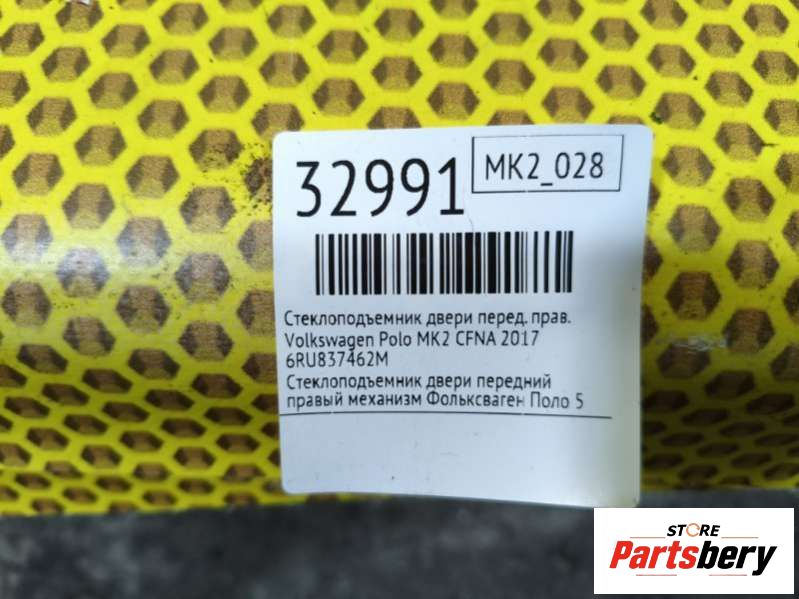 32991
MK2_028
Стеклоподъемник двери перед. прав.
Volkswagen Polo MK2 CFNA 2017
6RU837462M
Стеклоподъемник двери передний
правый механизм Фольксваген Поло 5
STORE
Partsbery